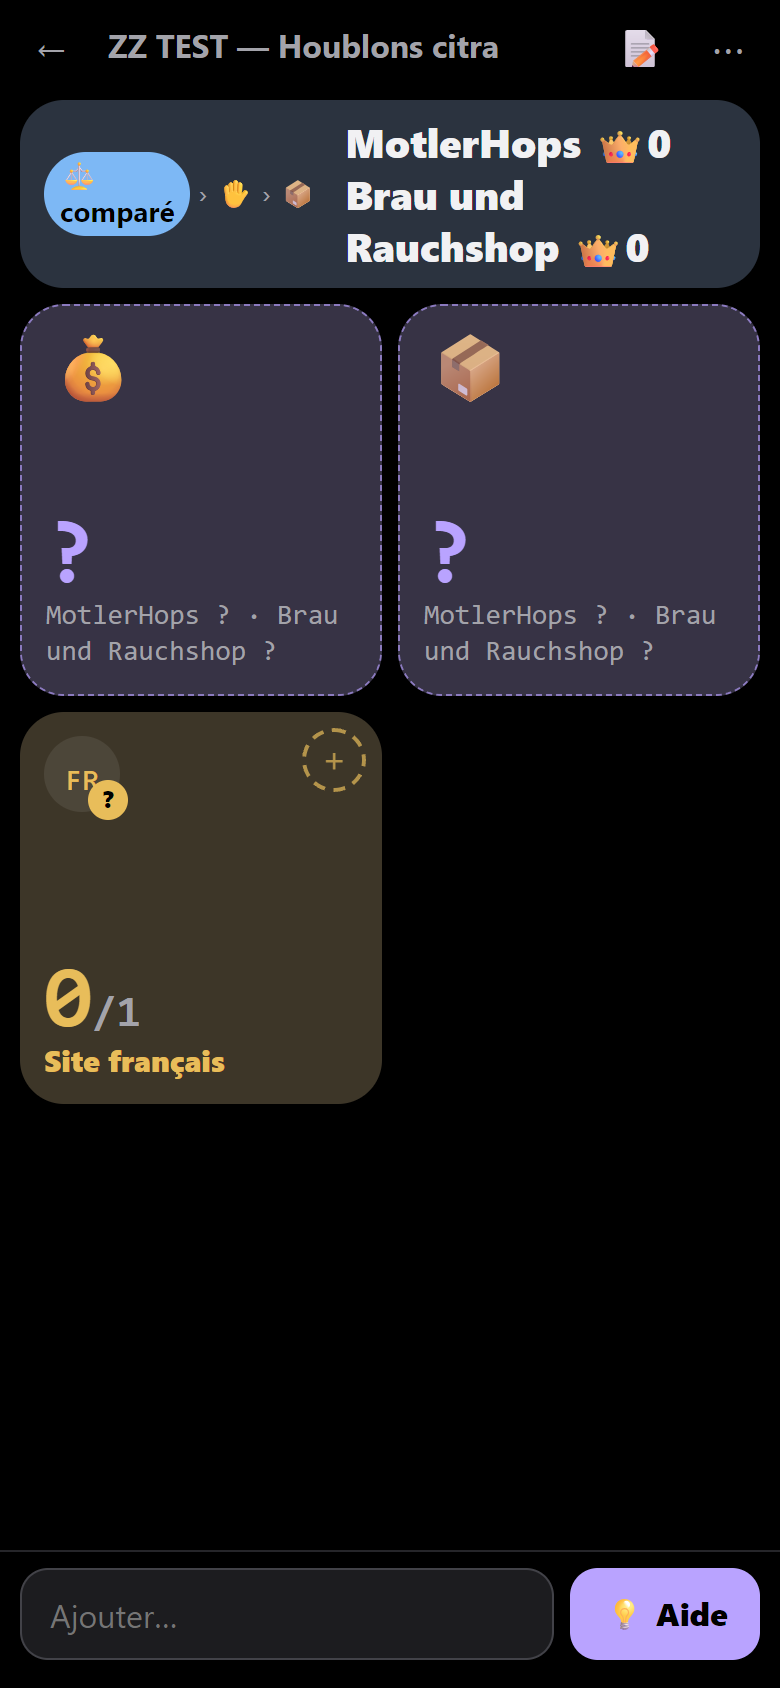 ← ZZ TEST — Houblons citra 📝 …
⚖️ comparé › ✋ › 📦
MotlerHops 👑 0
Brau und
Rauchshop 👑 0
💰
?
MotlerHops ? · Brau
und Rauchshop ?
📦
?
MotlerHops ? · Brau
und Rauchshop ?
FR ? +
0/1
Site français
Ajouter…
💡 Aide